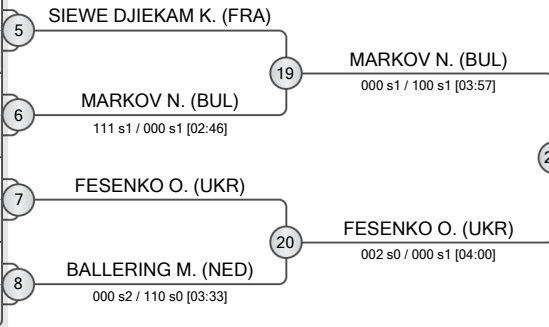 SIEWE DJIEKAM K. (FRA)
5
19
MARKOV N. (BUL)
000 s1 / 100 s1 [03:57]
MARKOV N. (BUL)
6
111 s1 / 000 s1 [02:46]
FESENKO O. (UKR)
7
20
FESENKO O. (UKR)
002 s0 / 000 s1 [04:00]
BALLERING M. (NED)
8
000 s2 / 110 s0 [03:33]